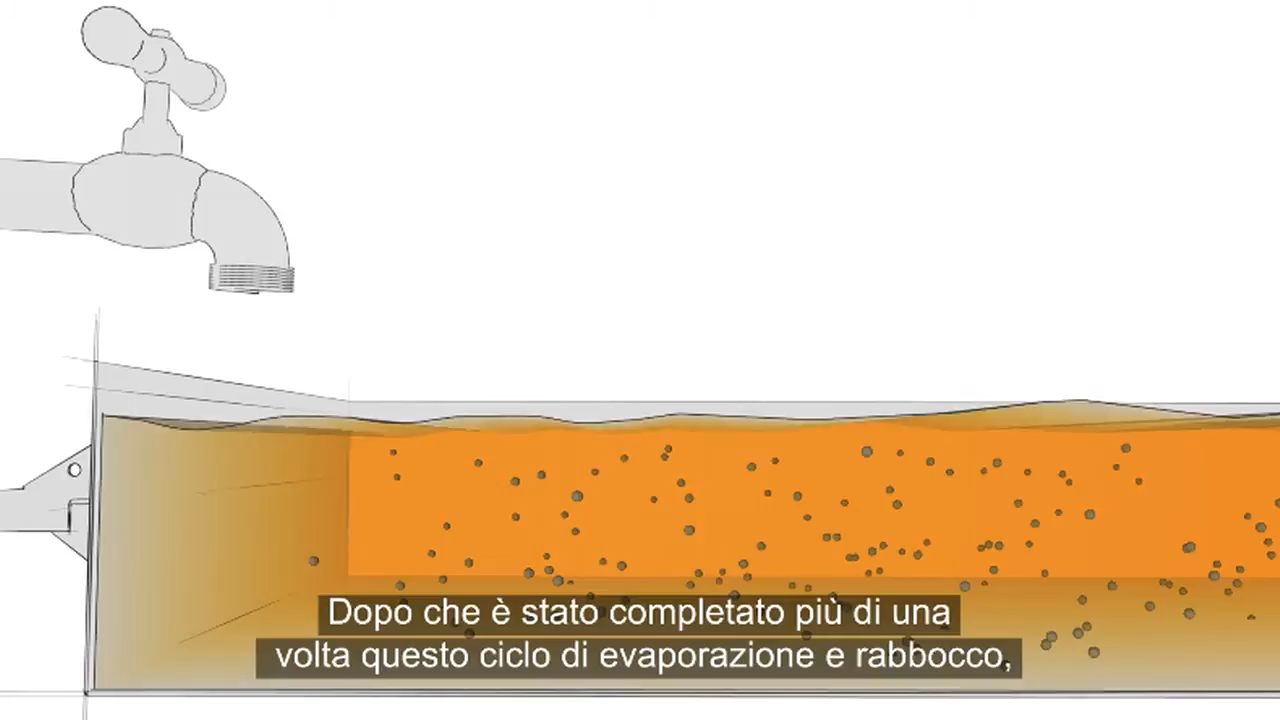 Dopo che è stato completato più di una
volta questo ciclo di evaporazione e rabbocco,